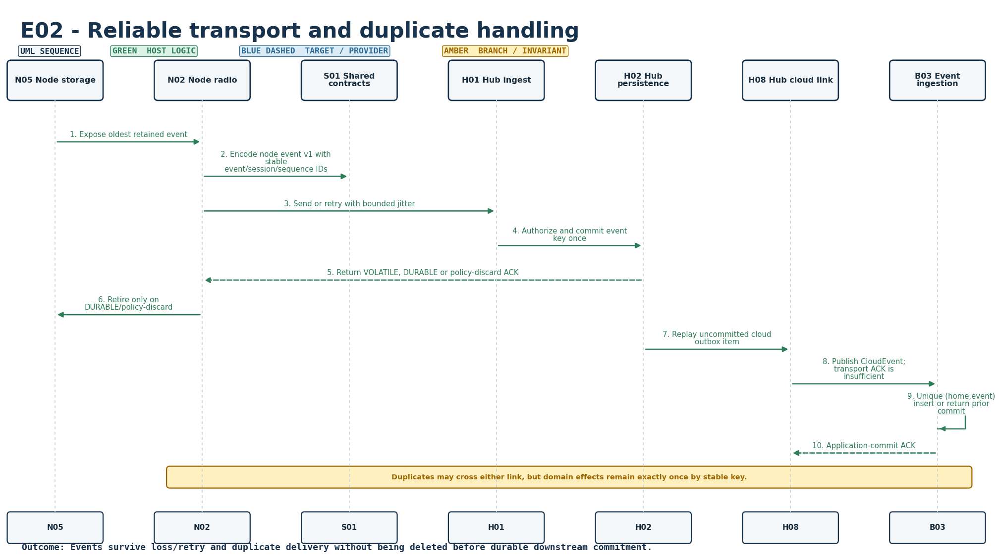 E02 - Reliable transport and duplicate handling
UML SEQUENCE
GREEN  HOST LOGIC
BLUE DASHED  TARGET / PROVIDER
AMBER  BRANCH / INVARIANT
N05 Node storage
N02 Node radio
S01 Shared
contracts
H01 Hub ingest
H02 Hub
persistence
H08 Hub cloud link
B03 Event
ingestion
1. Expose oldest retained event
2. Encode node event v1 with
stable
event/session/sequence IDs
3. Send or retry with bounded jitter
4. Authorize and commit event
key once
5. Return VOLATILE, DURABLE or policy-discard ACK
6. Retire only on
DURABLE/policy-discard
7. Replay uncommitted cloud
outbox item
8. Publish CloudEvent;
transport ACK is
insufficient
9. Unique (home,event)
insert or return prior
commit
10. Application-commit ACK
Duplicates may cross either link, but domain effects remain exactly once by stable key.
N05
N02
S01
H01
H02
H08
B03
Outcome: Events survive loss/retry and duplicate delivery without being deleted before durable downstream commitment.